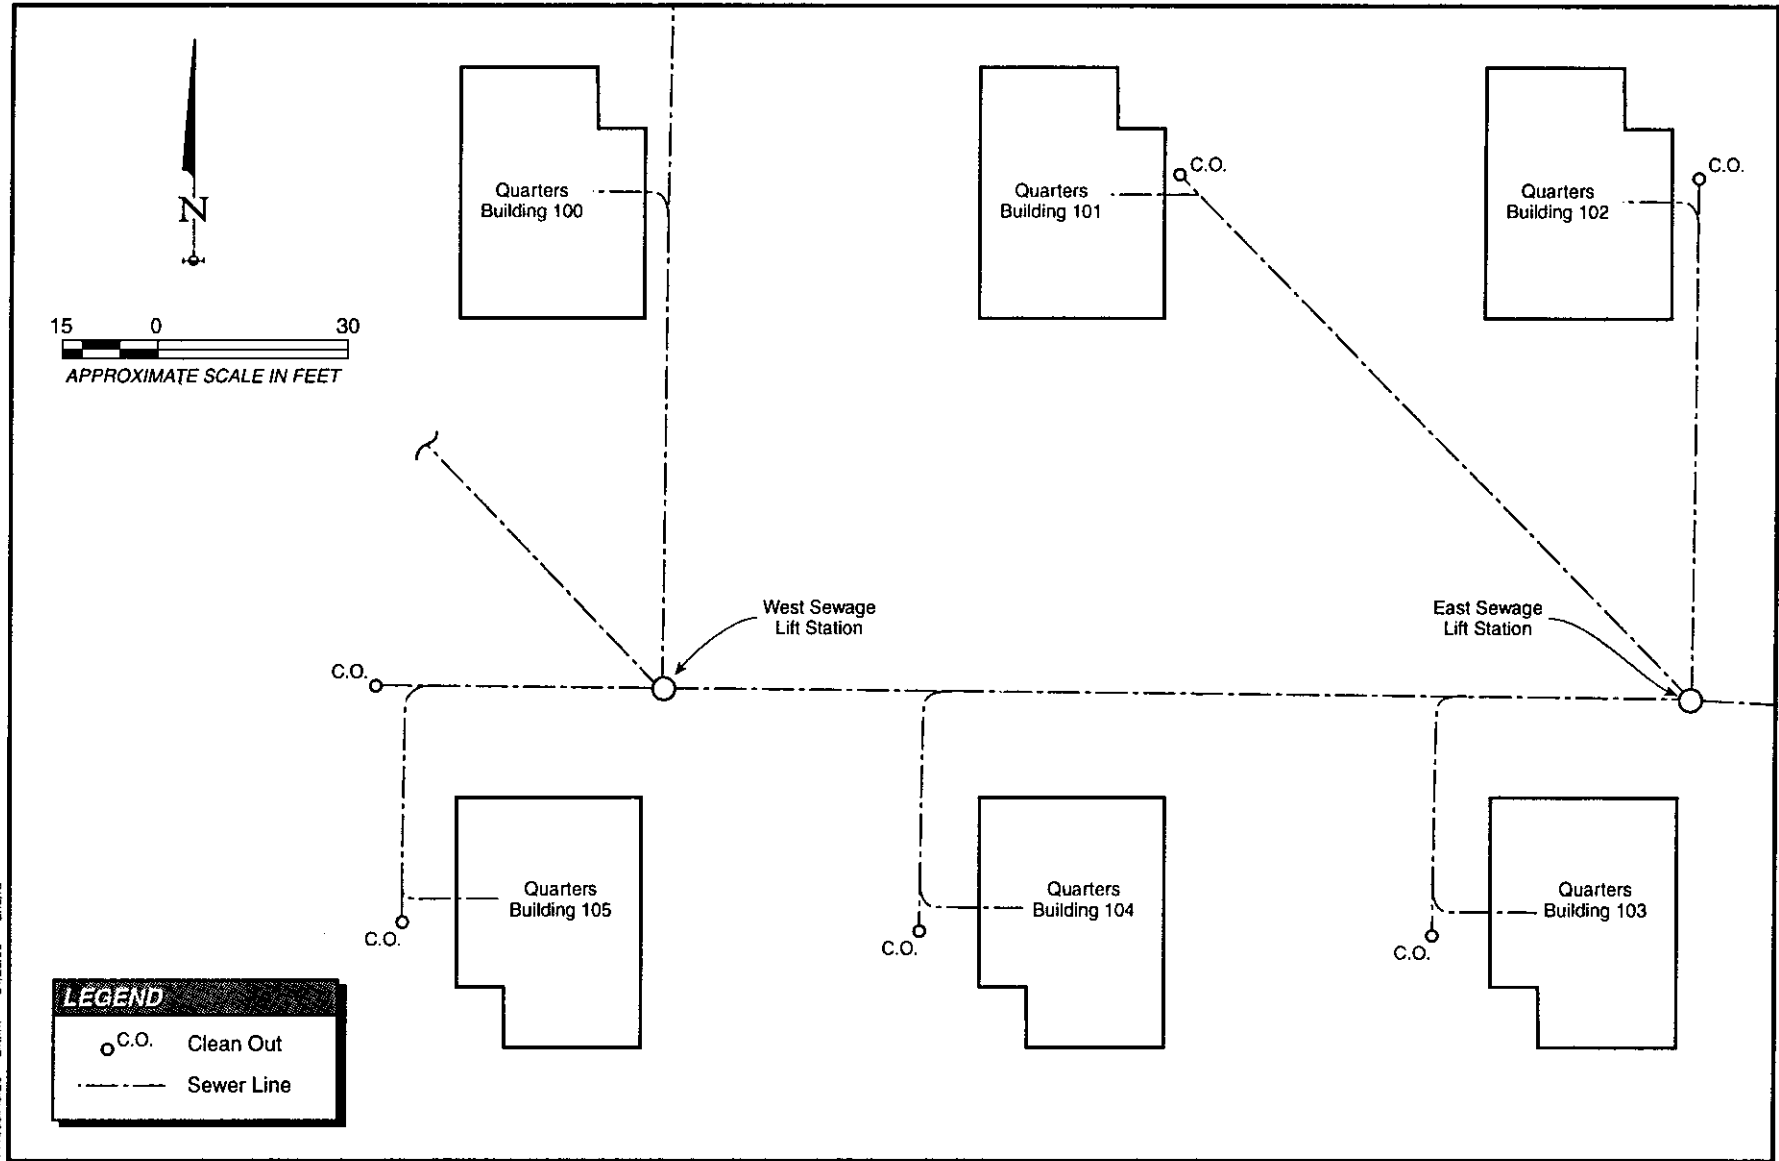 N
15 0 30
APPROXIMATE SCALE IN FEET
Quarters
Building 100
Quarters
Building 101
C.O.
Quarters
Building 102
C.O.
West Sewage
Lift Station
East Sewage
Lift Station
C.O.
Quarters
Building 105
C.O.
Quarters
Building 104
C.O.
Quarters
Building 103
C.O.
LEGEND
C.O. Clean Out
Sewer Line